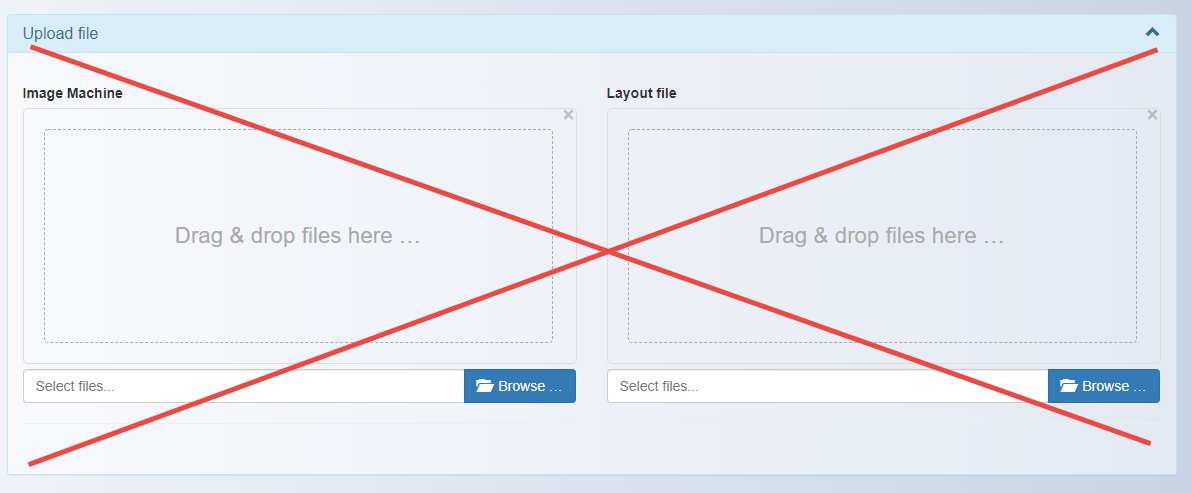 Upload file
Image Machine
Layout file
Drag & drop files here …
Drag & drop files here …
Select files...
Browse …
Select files...
Browse …